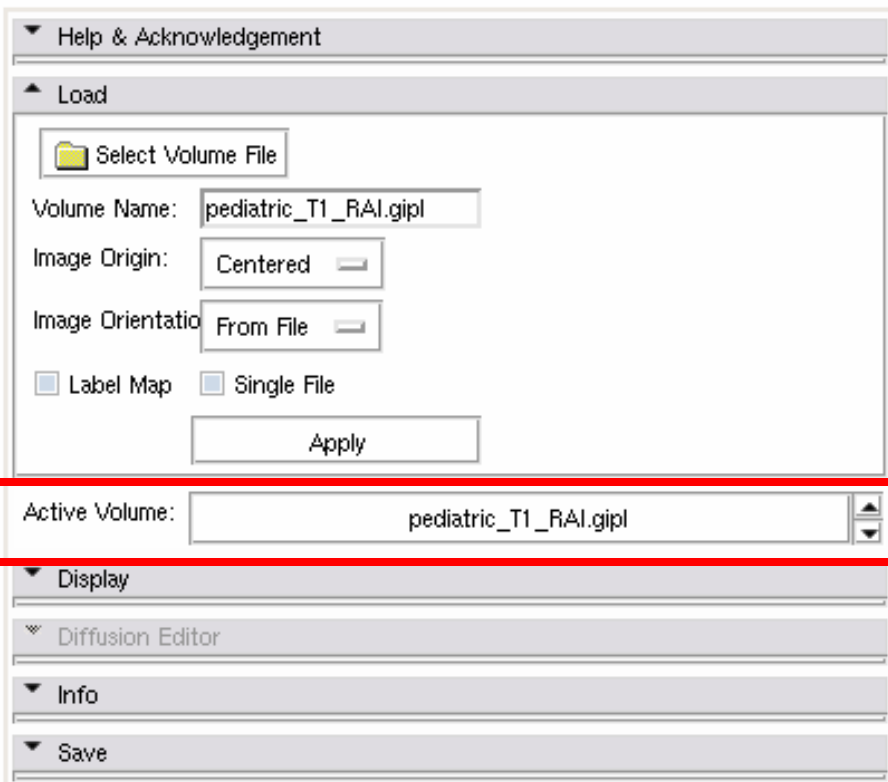 Help & Acknowledgement
Load
Select Volume File
Volume Name: pediatric_T1_RAI.gipl
Image Origin: Centered
Image Orientatio From File
Label Map Single File
Apply
Active Volume: pediatric_T1_RAI.gipl
Display
Diffusion Editor
Info
Save